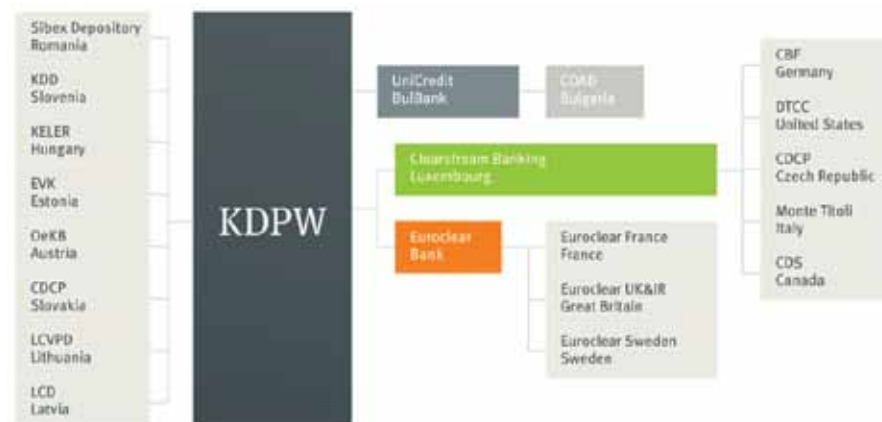 Sibex Depository
Romania
KDD
Slovenia
KELER
Hungary
EVK
Estonia
OeKB
Austria
CDCP
Slovakia
LCVPD
Lithuania
LCD
Latvia
KDPW
UniCredit
BulBank
CDAD
Bulgaria
Clearstream Banking
Luxembourg
Euroclear
Bank
Euroclear France
France
Euroclear UK&IR
Great Britain
Euroclear Sweden
Sweden
CBF
Germany
DTCC
United States
CDCP
Czech Republic
Monte Titoli
Italy
CDS
Canada